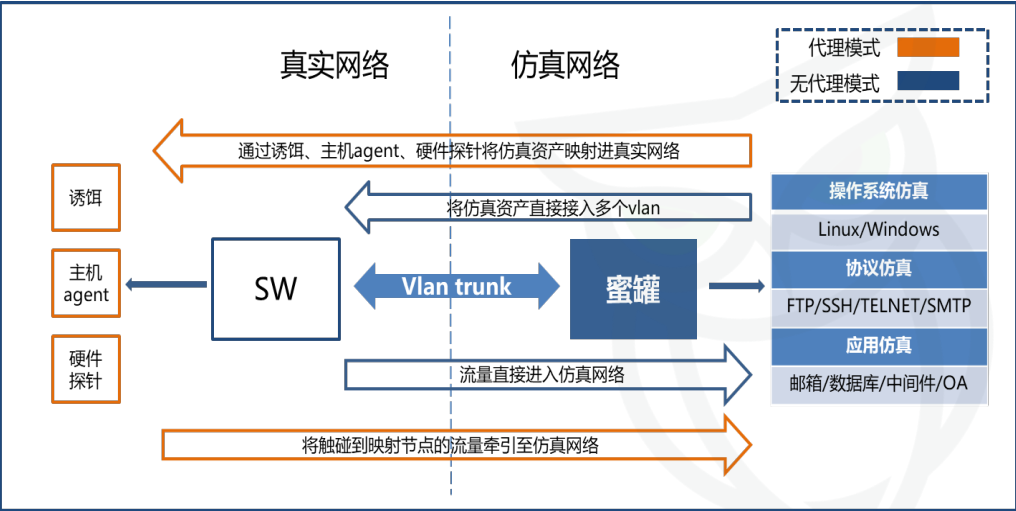 真实网络
仿真网络
代理模式
无代理模式
通过诱饵、主机agent、硬件探针将仿真资产映射进真实网络
将仿真资产直接接入多个vlan
诱饵
主机
agent
硬件
探针
SW
Vlan trunk
蜜罐
操作系统仿真
Linux/Windows
协议仿真
FTP/SSH/TELNET/SMTP
应用仿真
邮箱/数据库/中间件/OA
流量直接进入仿真网络
将触碰到映射节点的流量牵引至仿真网络